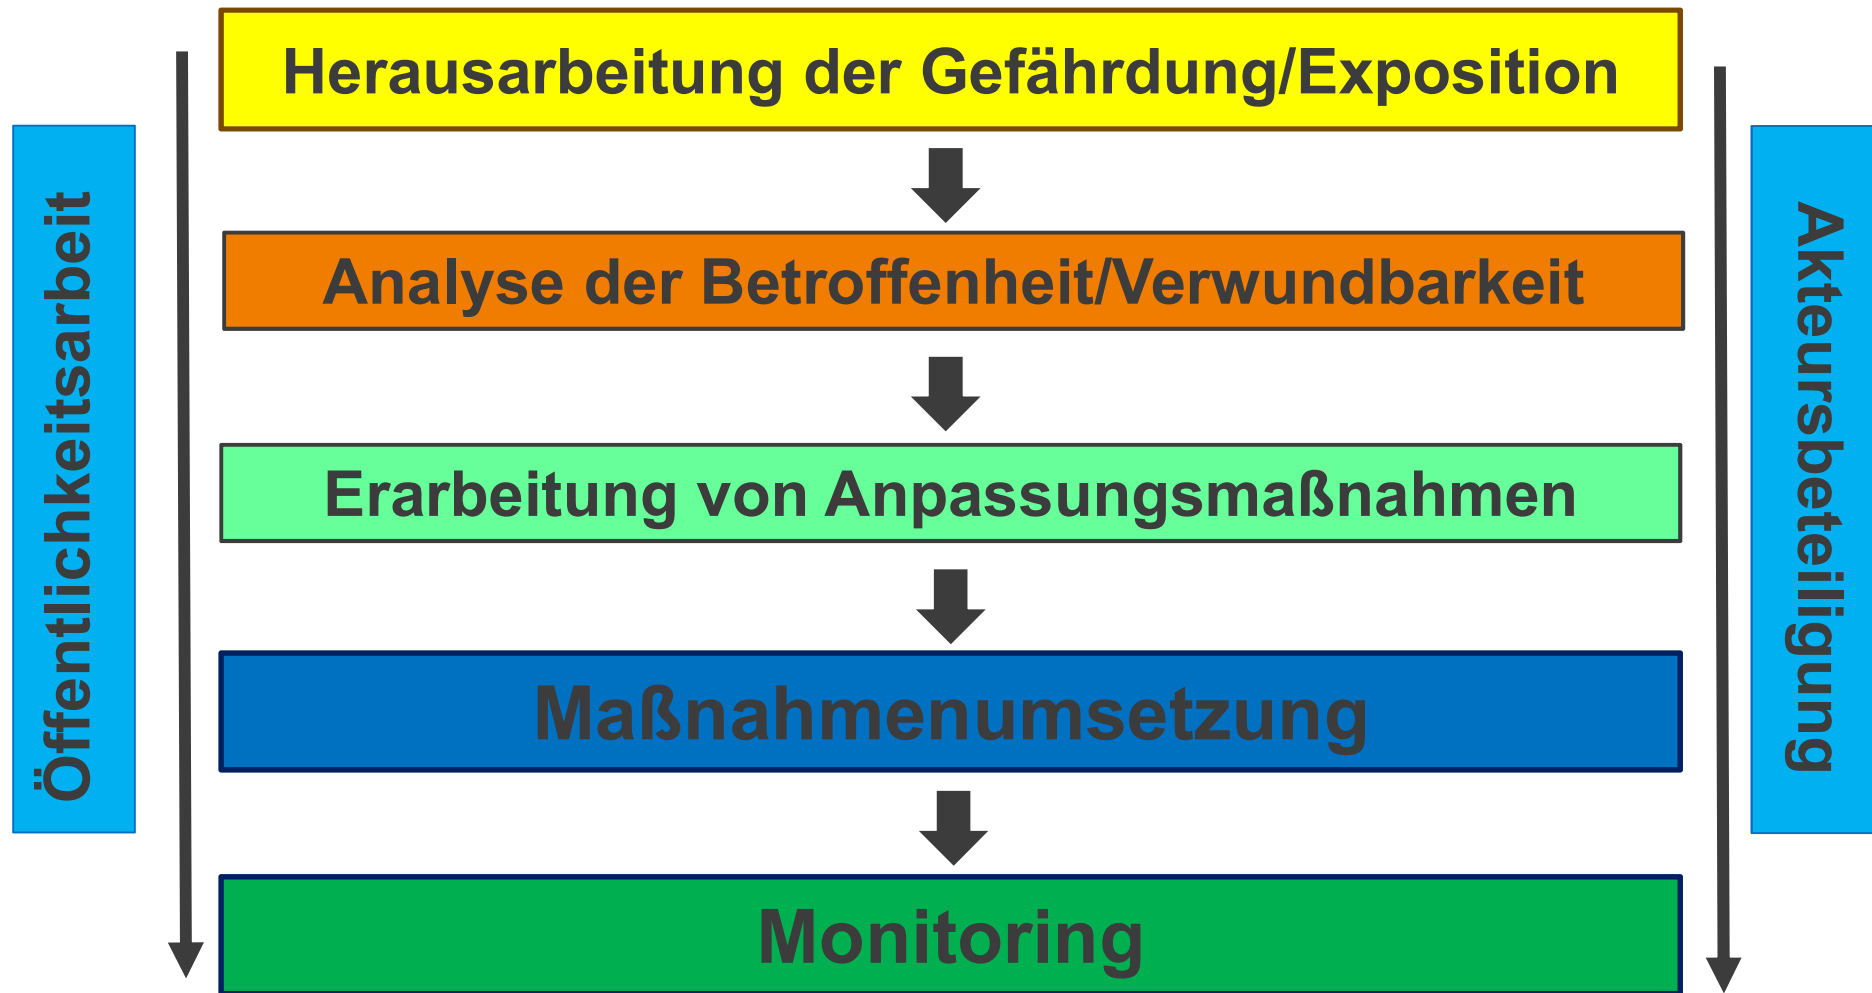 Herausarbeitung der Gefährdung/Exposition
Analyse der Betroffenheit/Verwundbarkeit
Erarbeitung von Anpassungsmaßnahmen
Maßnahmenumsetzung
Monitoring
Öffentlichkeitsarbeit
Akteursbeteiligung